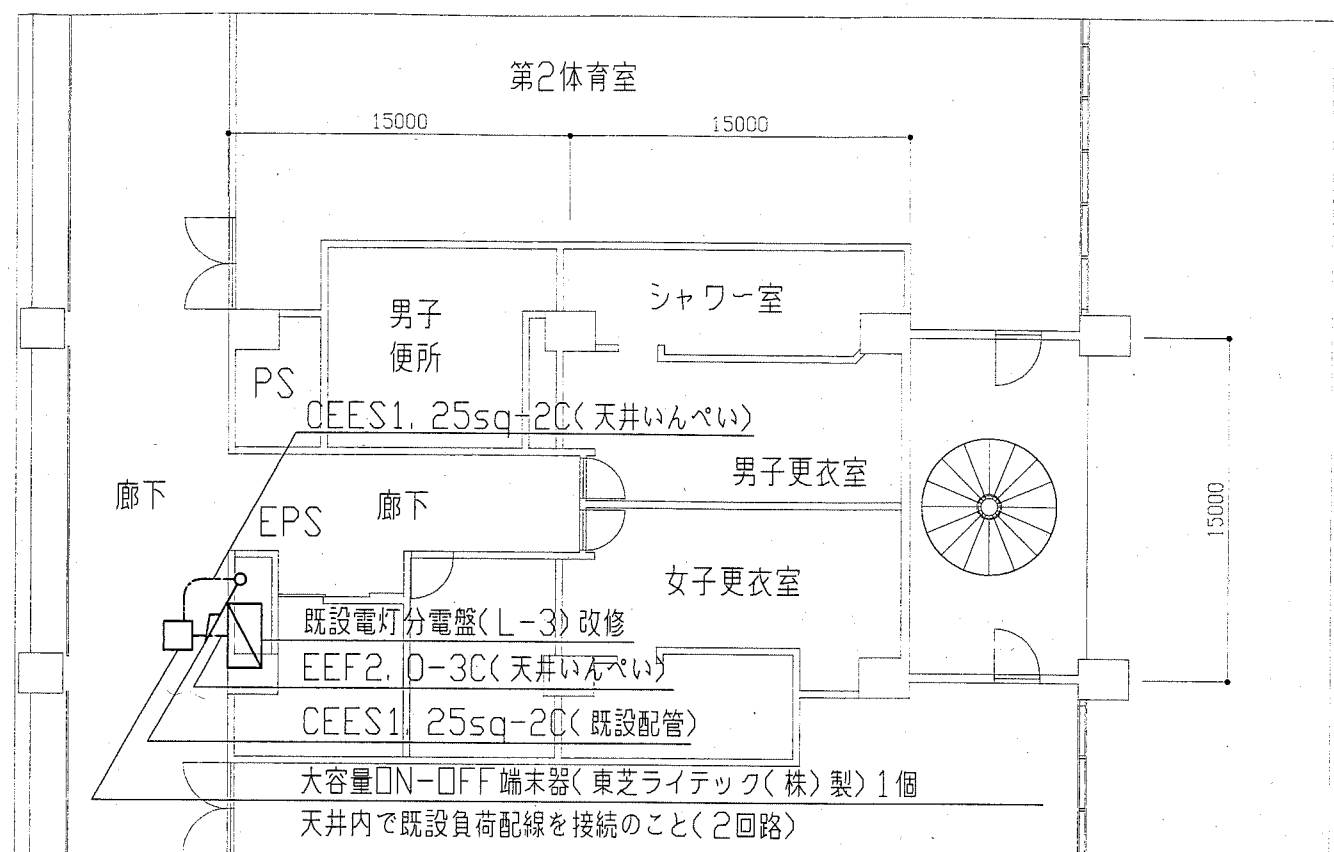 第2体育室
15000
15000
シャワー室
男子
便所
PS
CEES1.25sq-2C(天井いんぺい)
男子更衣室
廊下
EPS
廊下
15000
女子更衣室
既設電灯分電盤(L-3)改修
EEF2.0-3C(天井いんぺい)
CEES1.25sq-2C(既設配管)
大容量ON-OFF端末器(東芝ライテック(株)製)1個
天井内で既設負荷配線を接続のこと(2回路)